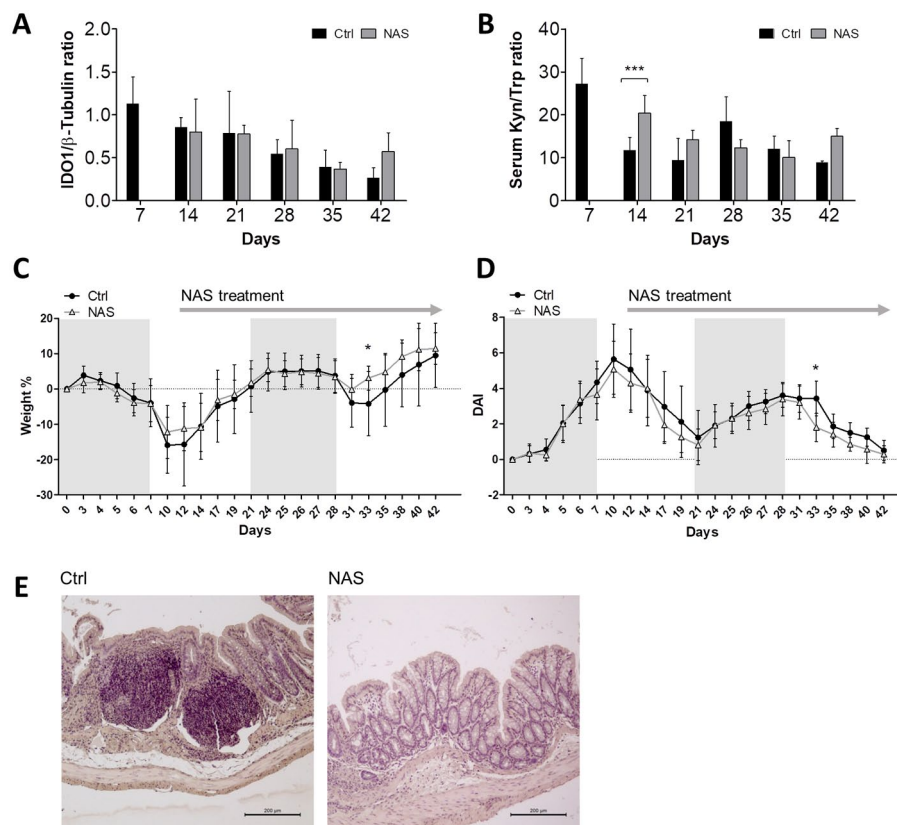 A
Ctrl NAS
IDO1/β-Tubulin ratio
2.0
1.5
1.0
0.5
0.0
7 14 21 28 35 42
Days
B
Ctrl NAS
Serum Kyn/Trp ratio
40
30
20
10
0
***
7 14 21 28 35 42
Days
C
Ctrl
NAS
NAS treatment
Weight %
20
10
0
-10
-20
-30
*
0 3 4 5 6 7 10 12 14 17 19 21 24 25 26 27 28 31 33 35 38 40 42
Days
D
Ctrl
NAS
NAS treatment
DAI
8
6
4
2
0
-2
*
0 3 4 5 6 7 10 12 14 17 19 21 24 25 26 27 28 31 33 35 38 40 42
Days
E
Ctrl
NAS
200 µm
200 µm